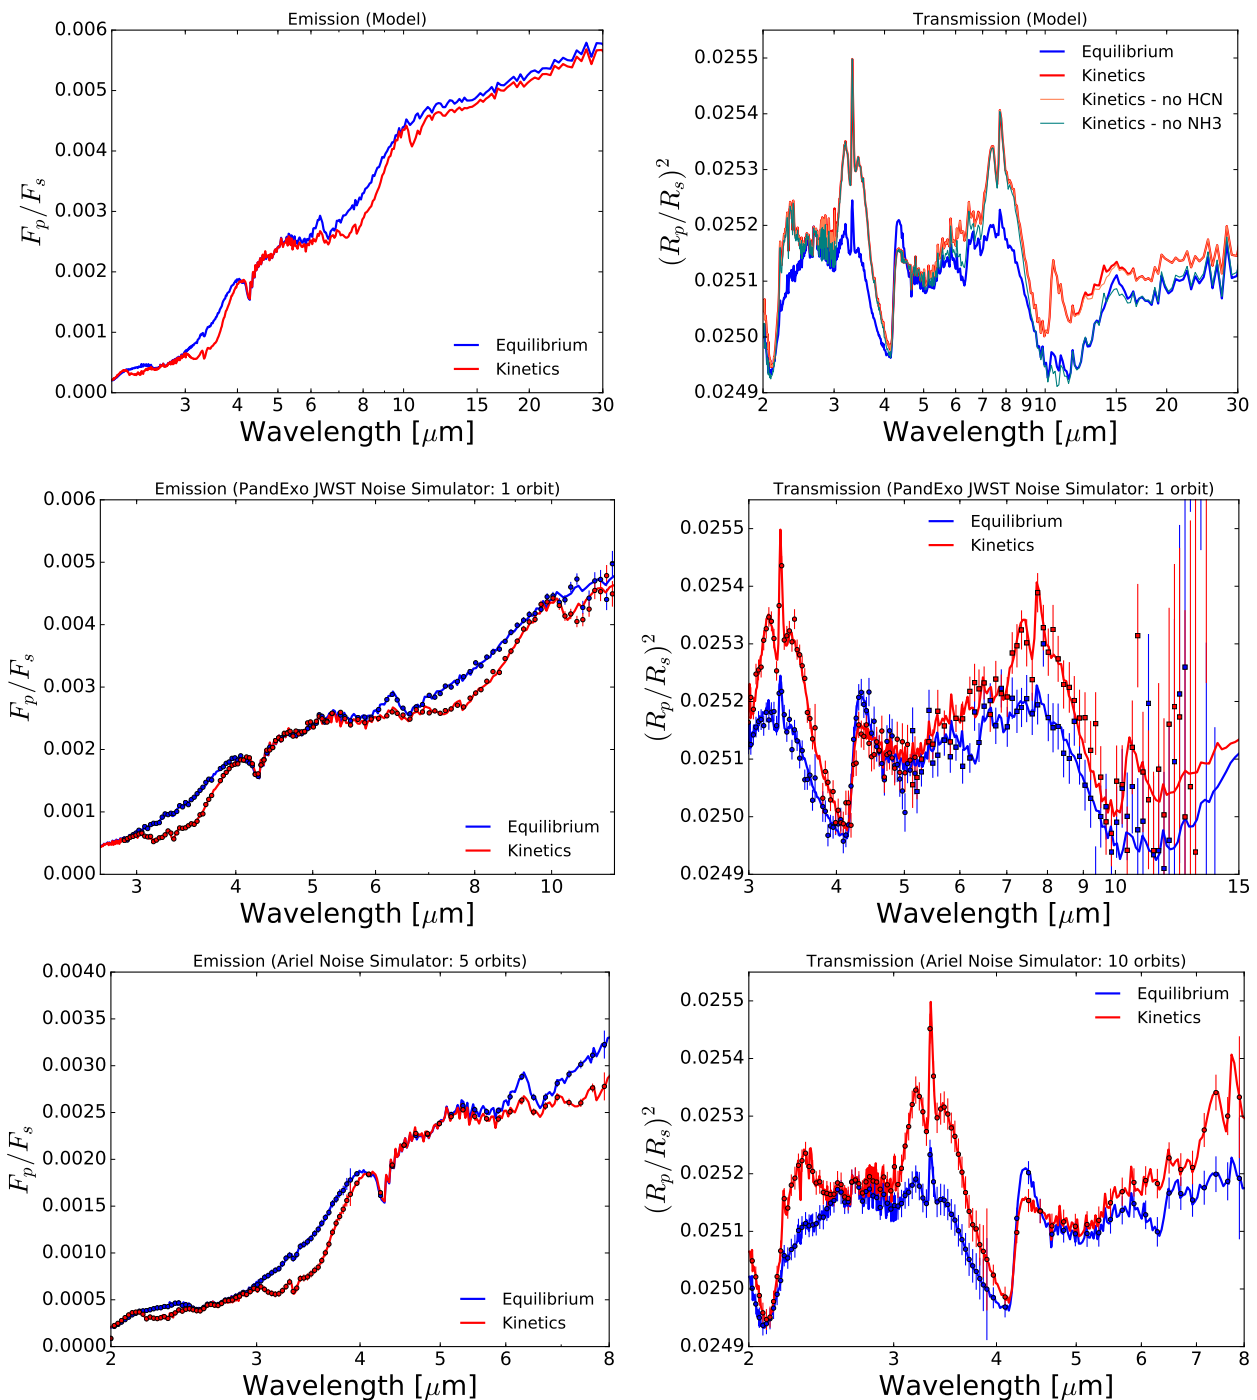 Emission (Model)
0.006
0.005
0.004
0.003
0.002
0.001
0.000
F_p/F_s
3 4 5 6 8 10 15 20 30
Wavelength [μm]
Equilibrium
Kinetics
Transmission (Model)
0.0255
0.0254
0.0253
0.0252
0.0251
0.0250
0.0249
(R_p/R_s)^2
2 3 4 5 6 7 8 9 10 15 20 30
Wavelength [μm]
Equilibrium
Kinetics
Kinetics - no HCN
Kinetics - no NH3
Emission (PandExo JWST Noise Simulator: 1 orbit)
0.006
0.005
0.004
0.003
0.002
0.001
0.000
F_p/F_s
3 4 5 6 8 10
Wavelength [μm]
Equilibrium
Kinetics
Transmission (PandExo JWST Noise Simulator: 1 orbit)
0.0255
0.0254
0.0253
0.0252
0.0251
0.0250
0.0249
(R_p/R_s)^2
3 4 5 6 7 8 9 10 15
Wavelength [μm]
Equilibrium
Kinetics
Emission (Ariel Noise Simulator: 5 orbits)
0.0040
0.0035
0.0030
0.0025
0.0020
0.0015
0.0010
0.0005
0.0000
F_p/F_s
2 3 4 5 6 8
Wavelength [μm]
Equilibrium
Kinetics
Transmission (Ariel Noise Simulator: 10 orbits)
0.0255
0.0254
0.0253
0.0252
0.0251
0.0250
0.0249
(R_p/R_s)^2
2 3 4 5 6 7 8
Wavelength [μm]
Equilibrium
Kinetics